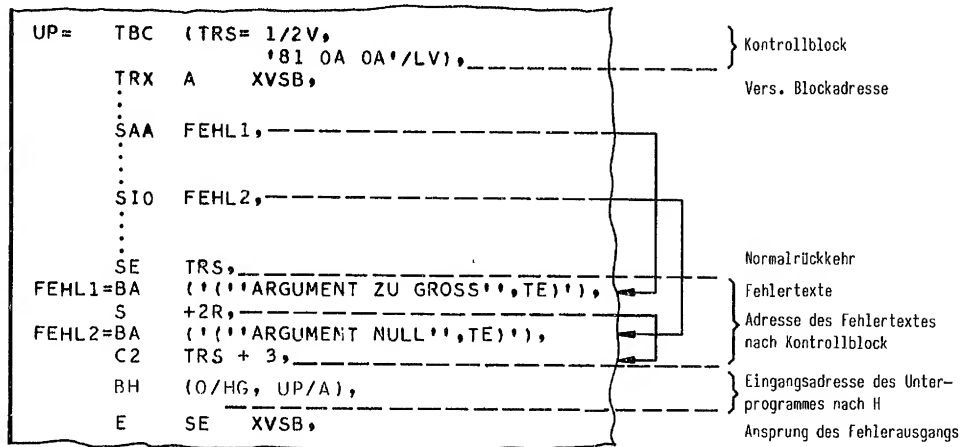 UP= TBC (TRS= 1/2V,
'81 0A 0A'/LV), Kontrollblock
TRX A XVSB, Vers. Blockadresse
SAA FEHL1,
SI0 FEHL2,
SE TRS, Normalrückkehr
FEHL1=BA ('(''ARGUMENT ZU GROSS'',TE)'), Fehlertexte
S +2R,
FEHL2=BA ('(''ARGUMENT NULL'',TE)'), Adresse des Fehlertextes
C2 TRS + 3, nach Kontrollblock
BH (0/HG, UP/A), Eingangsadresse des Unter-
programmes nach H
E SE XVSB, Ansprung des Fehlerausgangs